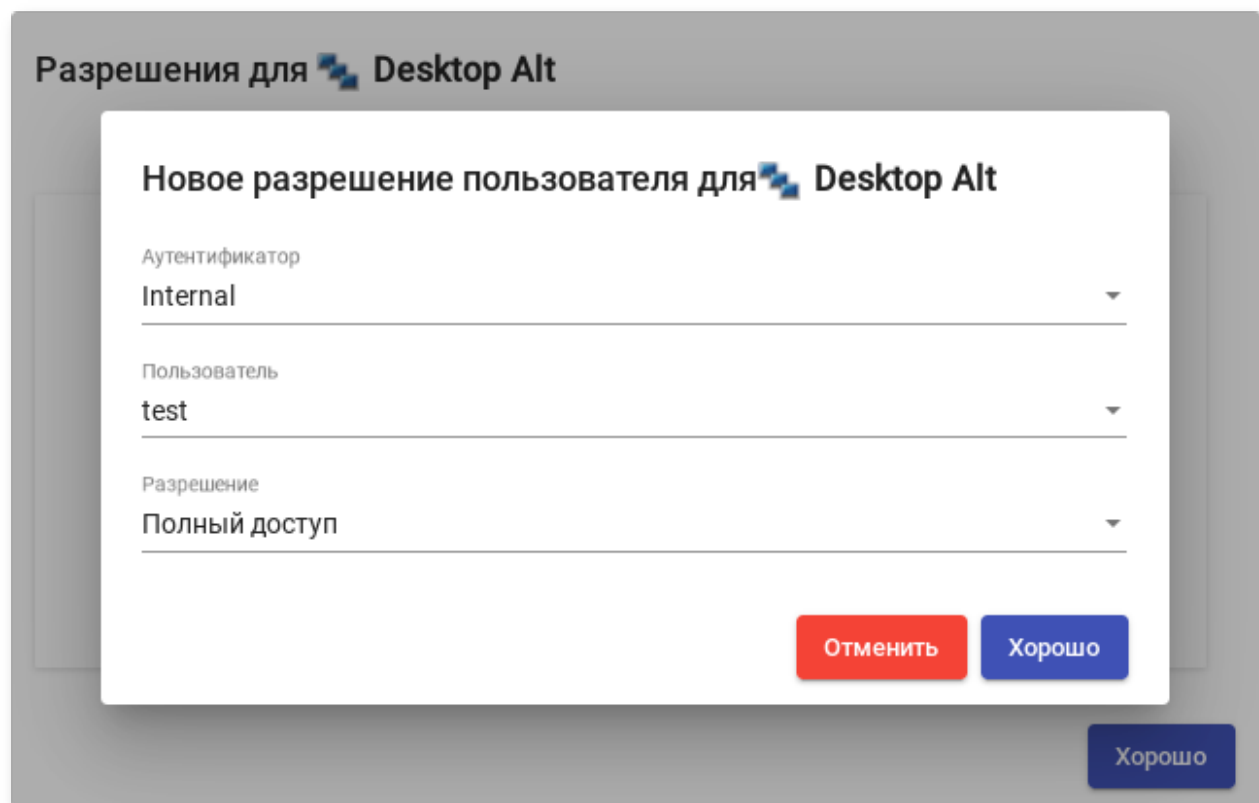 Разрешения для Desktop Alt
Новое разрешение пользователя для Desktop Alt
Аутентификатор
Internal
Пользователь
test
Разрешение
Полный доступ
Отменить Хорошо
Хорошо